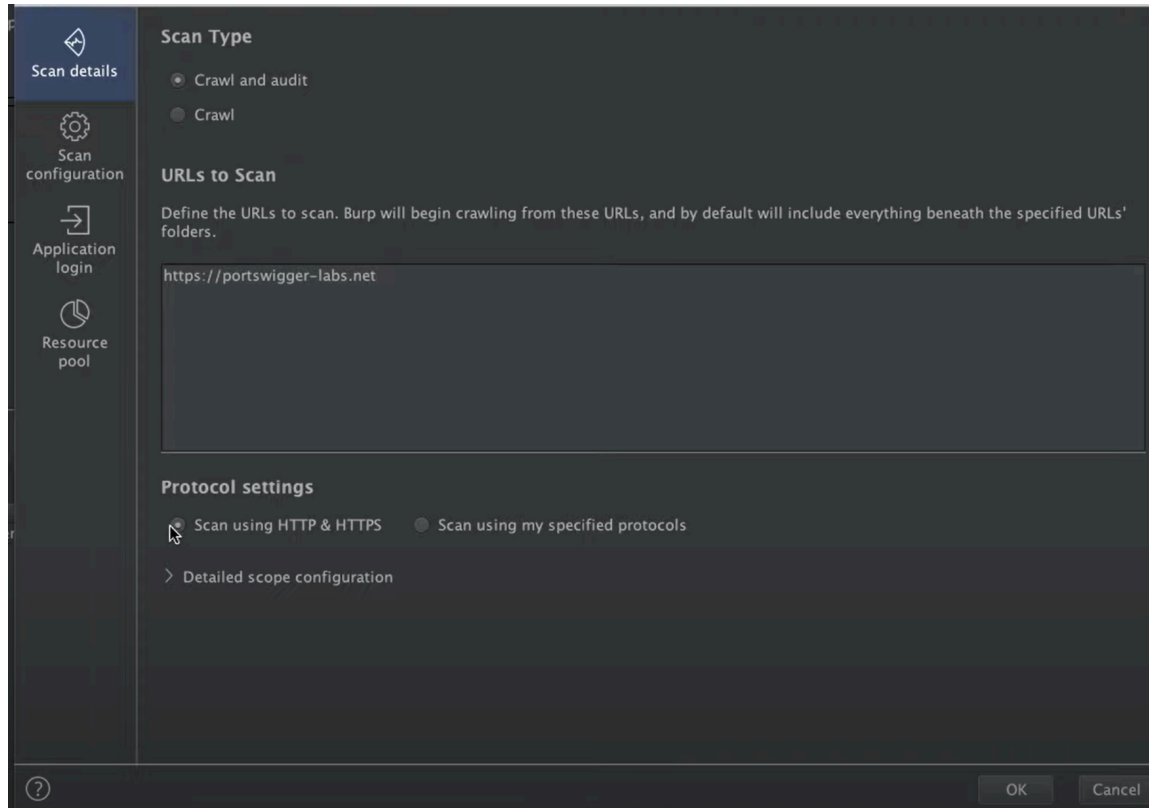 Scan details
Scan
configuration
Application
login
Resource
pool
Scan Type
Crawl and audit
Crawl
URLs to Scan
Define the URLs to scan. Burp will begin crawling from these URLs, and by default will include everything beneath the specified URLs'
folders.
https://portswigger-labs.net
Protocol settings
Scan using HTTP & HTTPS Scan using my specified protocols
Detailed scope configuration
? OK Cancel